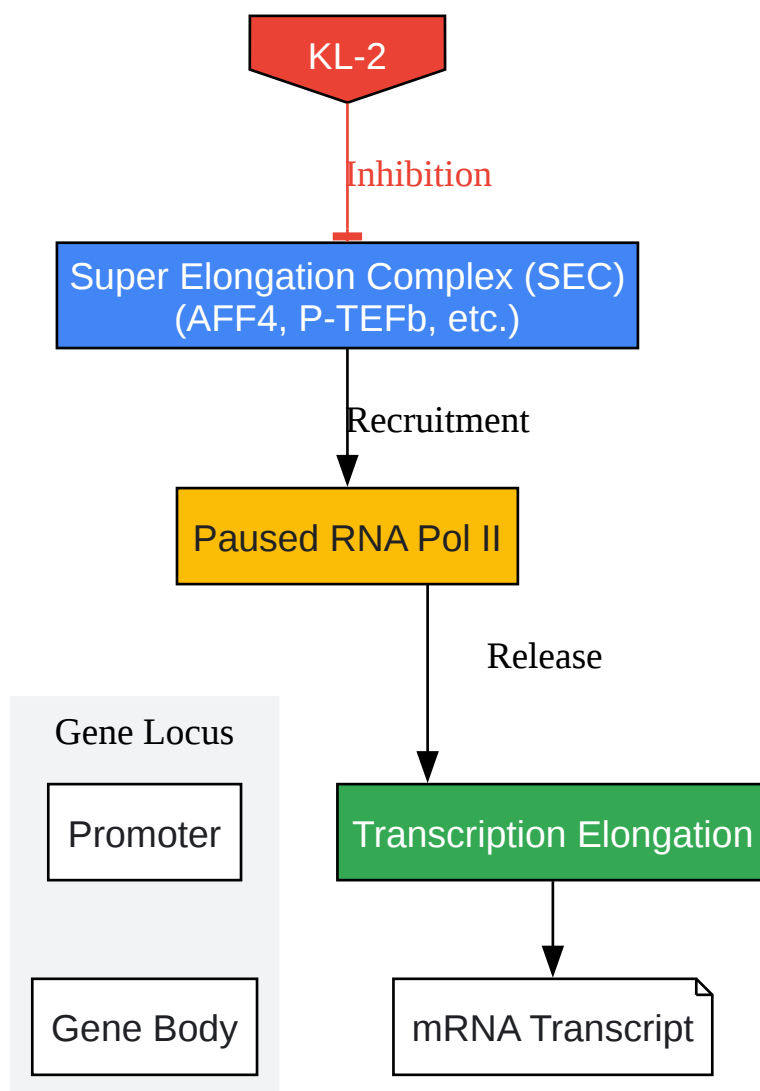 KL-2
Inhibition
Super Elongation Complex (SEC)
(AFF4, P-TEFb, etc.)
Recruitment
Paused RNA Pol II
Release
Gene Locus
Promoter
Transcription Elongation
Gene Body
mRNA Transcript